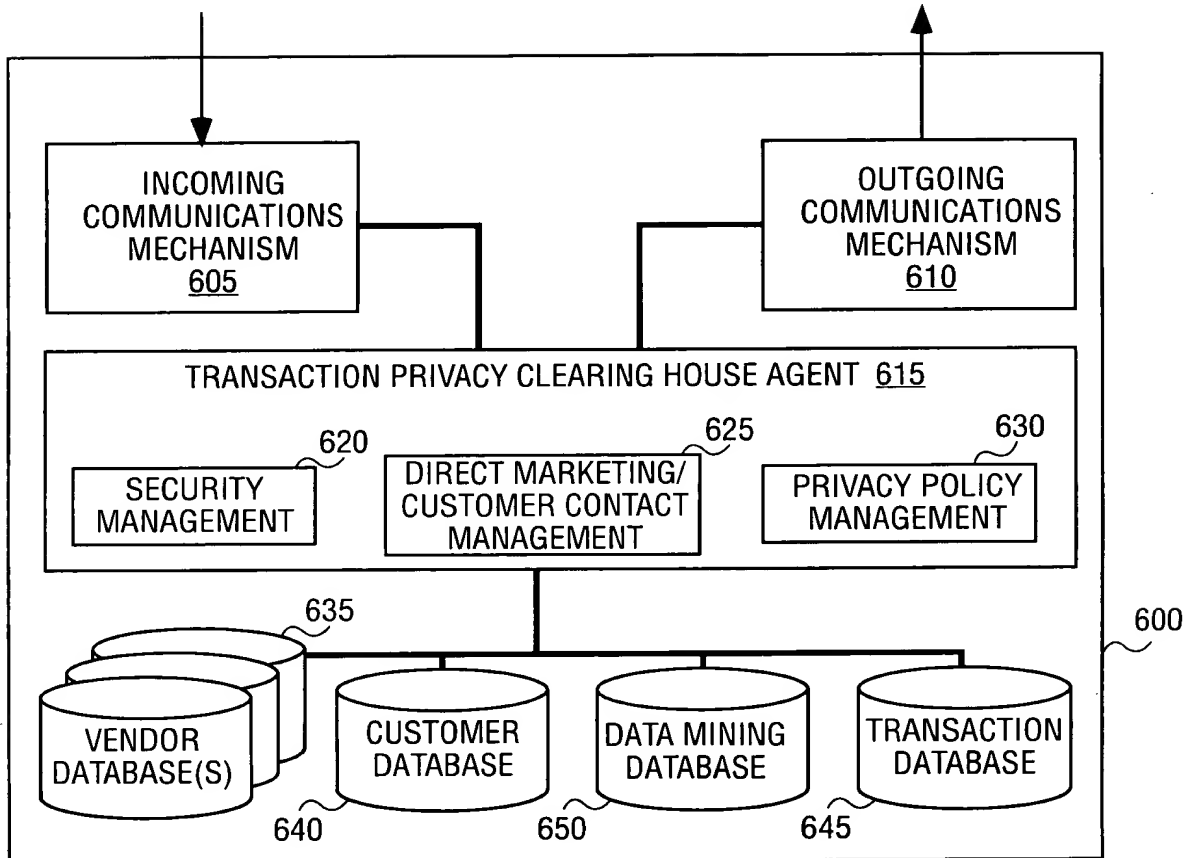 INCOMING
COMMUNICATIONS
MECHANISM
605
OUTGOING
COMMUNICATIONS
MECHANISM
610
TRANSACTION PRIVACY CLEARING HOUSE AGENT 615
620
SECURITY
MANAGEMENT
625
DIRECT MARKETING/
CUSTOMER CONTACT
MANAGEMENT
630
PRIVACY POLICY
MANAGEMENT
600
635
VENDOR
DATABASE(S)
CUSTOMER
DATABASE
640
DATA MINING
DATABASE
650
TRANSACTION
DATABASE
645